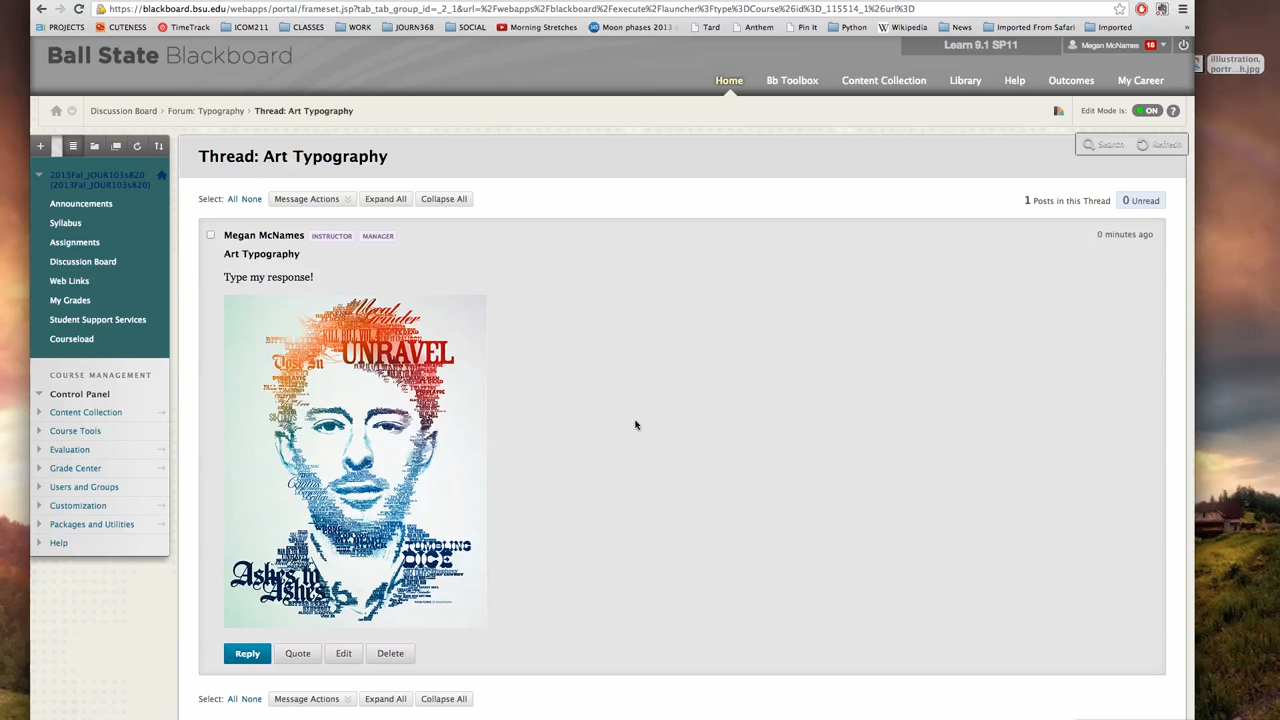 https://blackboard.bsu.edu/webapps/portal/frameset.jsp?tab_tab_group_id=_2_1&url=%2Fwebapps%2Fblackboard%2Fexecute%2Flauncher%3Ftype%3DCourse%26id%3D_115514_1%26url%3D
PROJECTS CUTENESS TimeTrack ICOM211 CLASSES WORK JOURN368 SOCIAL Morning Stretches Moon phases 2013 Tard Anthem Pin It Python Wikipedia News Imported From Safari Imported »
Ball State Blackboard
Learn 9.1 SP11
Megan McNames 18
illlustration,
portr...h.jpg
Home Bb Toolbox Content Collection Library Help Outcomes My Career
Discussion Board > Forum: Typography > Thread: Art Typography
Edit Mode is: ON ?
2013Fal_JOUR103s820
(2013Fal_JOUR103s820)
Announcements
Syllabus
Assignments
Discussion Board
Web Links
My Grades
Student Support Services
Courseload
COURSE MANAGEMENT
Control Panel
Content Collection
Course Tools
Evaluation
Grade Center
Users and Groups
Customization
Packages and Utilities
Help
Thread: Art Typography
Search Refresh
Select: All None Message Actions Expand All Collapse All
1 Posts in this Thread 0 Unread
Megan McNames INSTRUCTOR MANAGER
0 minutes ago
Art Typography
Type my response!
Grinder
UNRAVEL
TUMBLING
DICE
Ashes to
Ashes
Reply Quote Edit Delete
Select: All None Message Actions Expand All Collapse All